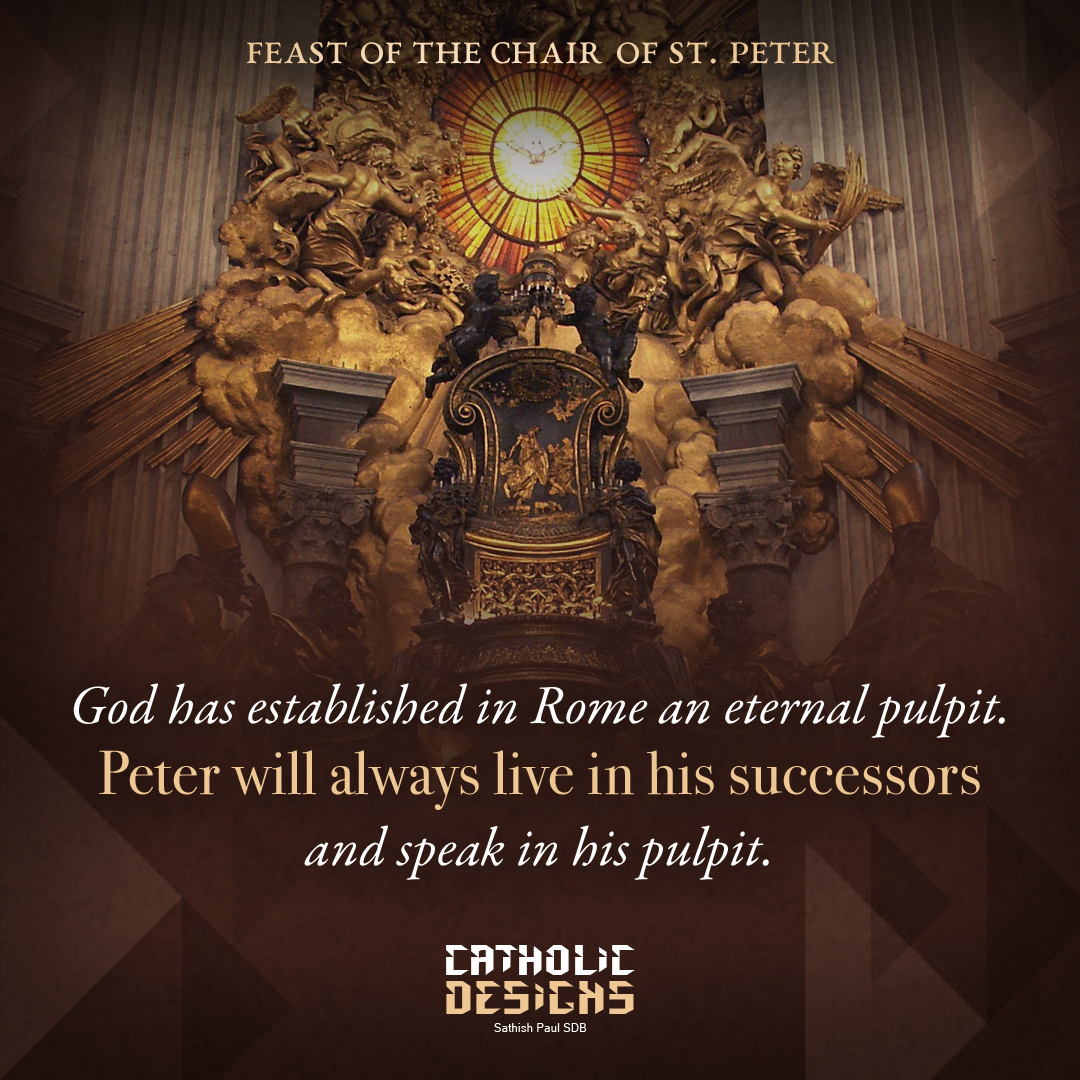 FEAST OF THE CHAIR OF ST. PETER
God has established in Rome an eternal pulpit.
Peter will always live in his successors
and speak in his pulpit.
CATHOLIC
DESIGNS
Sathish Paul SDB